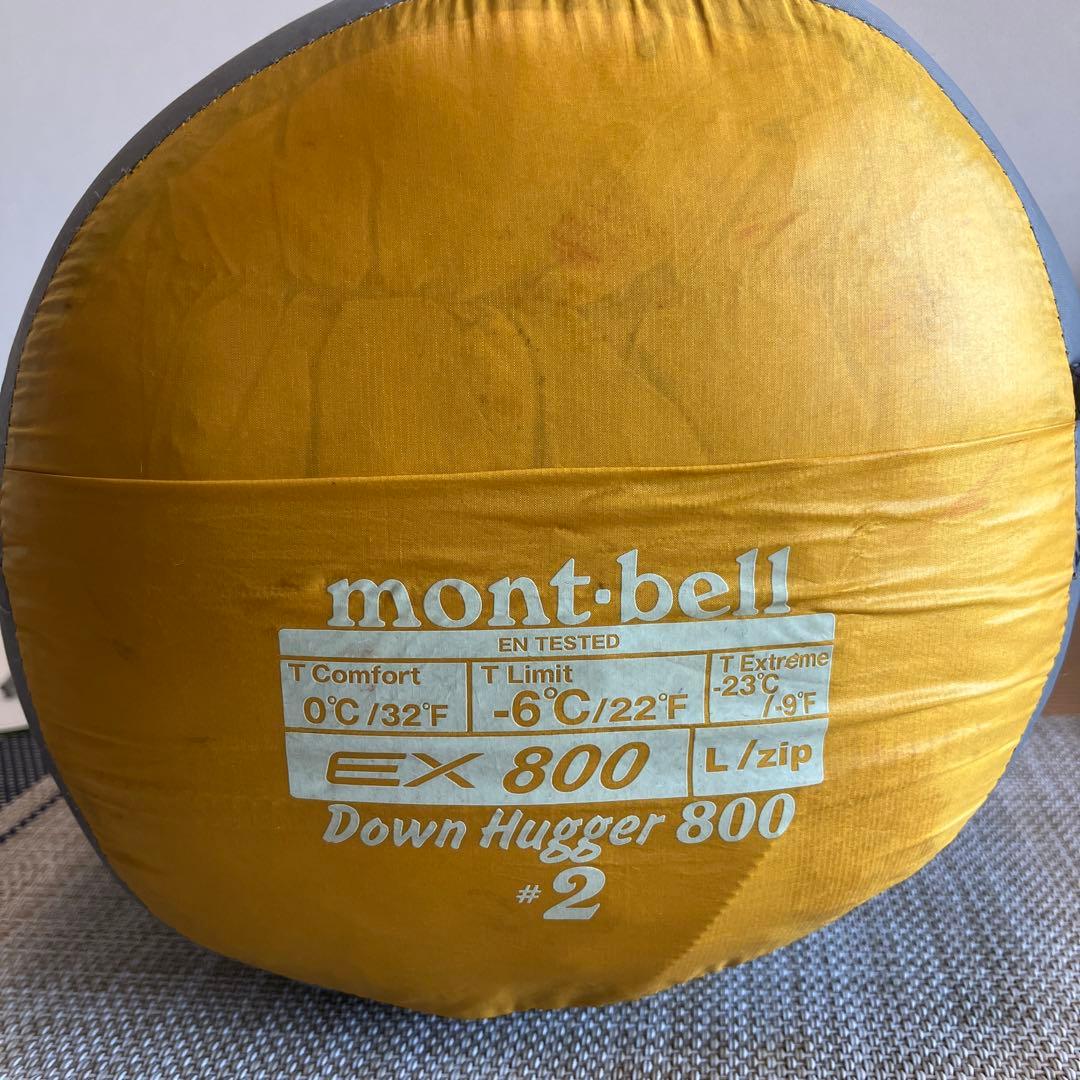 mont·bell
EN TESTED
T Comfort T Limit T Extreme
0°C/32°F -6°C/22°F -23°C/-9°F
EX 800 L/zip
Down Hugger 800
#2